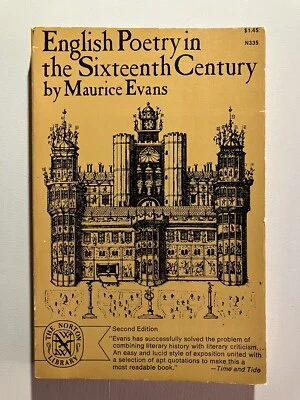 $1.45
English Poetry in
N335
the Sixteenth Century
by Maurice Evans
THE NORTON LIBRARY
Second Edition
"Evans has successfully solved the problem of
combining literary history with literary criticism...
An easy and lucid style of exposition united with
a selection of apt quotations to make this a
most readable book."
—Time and Tide